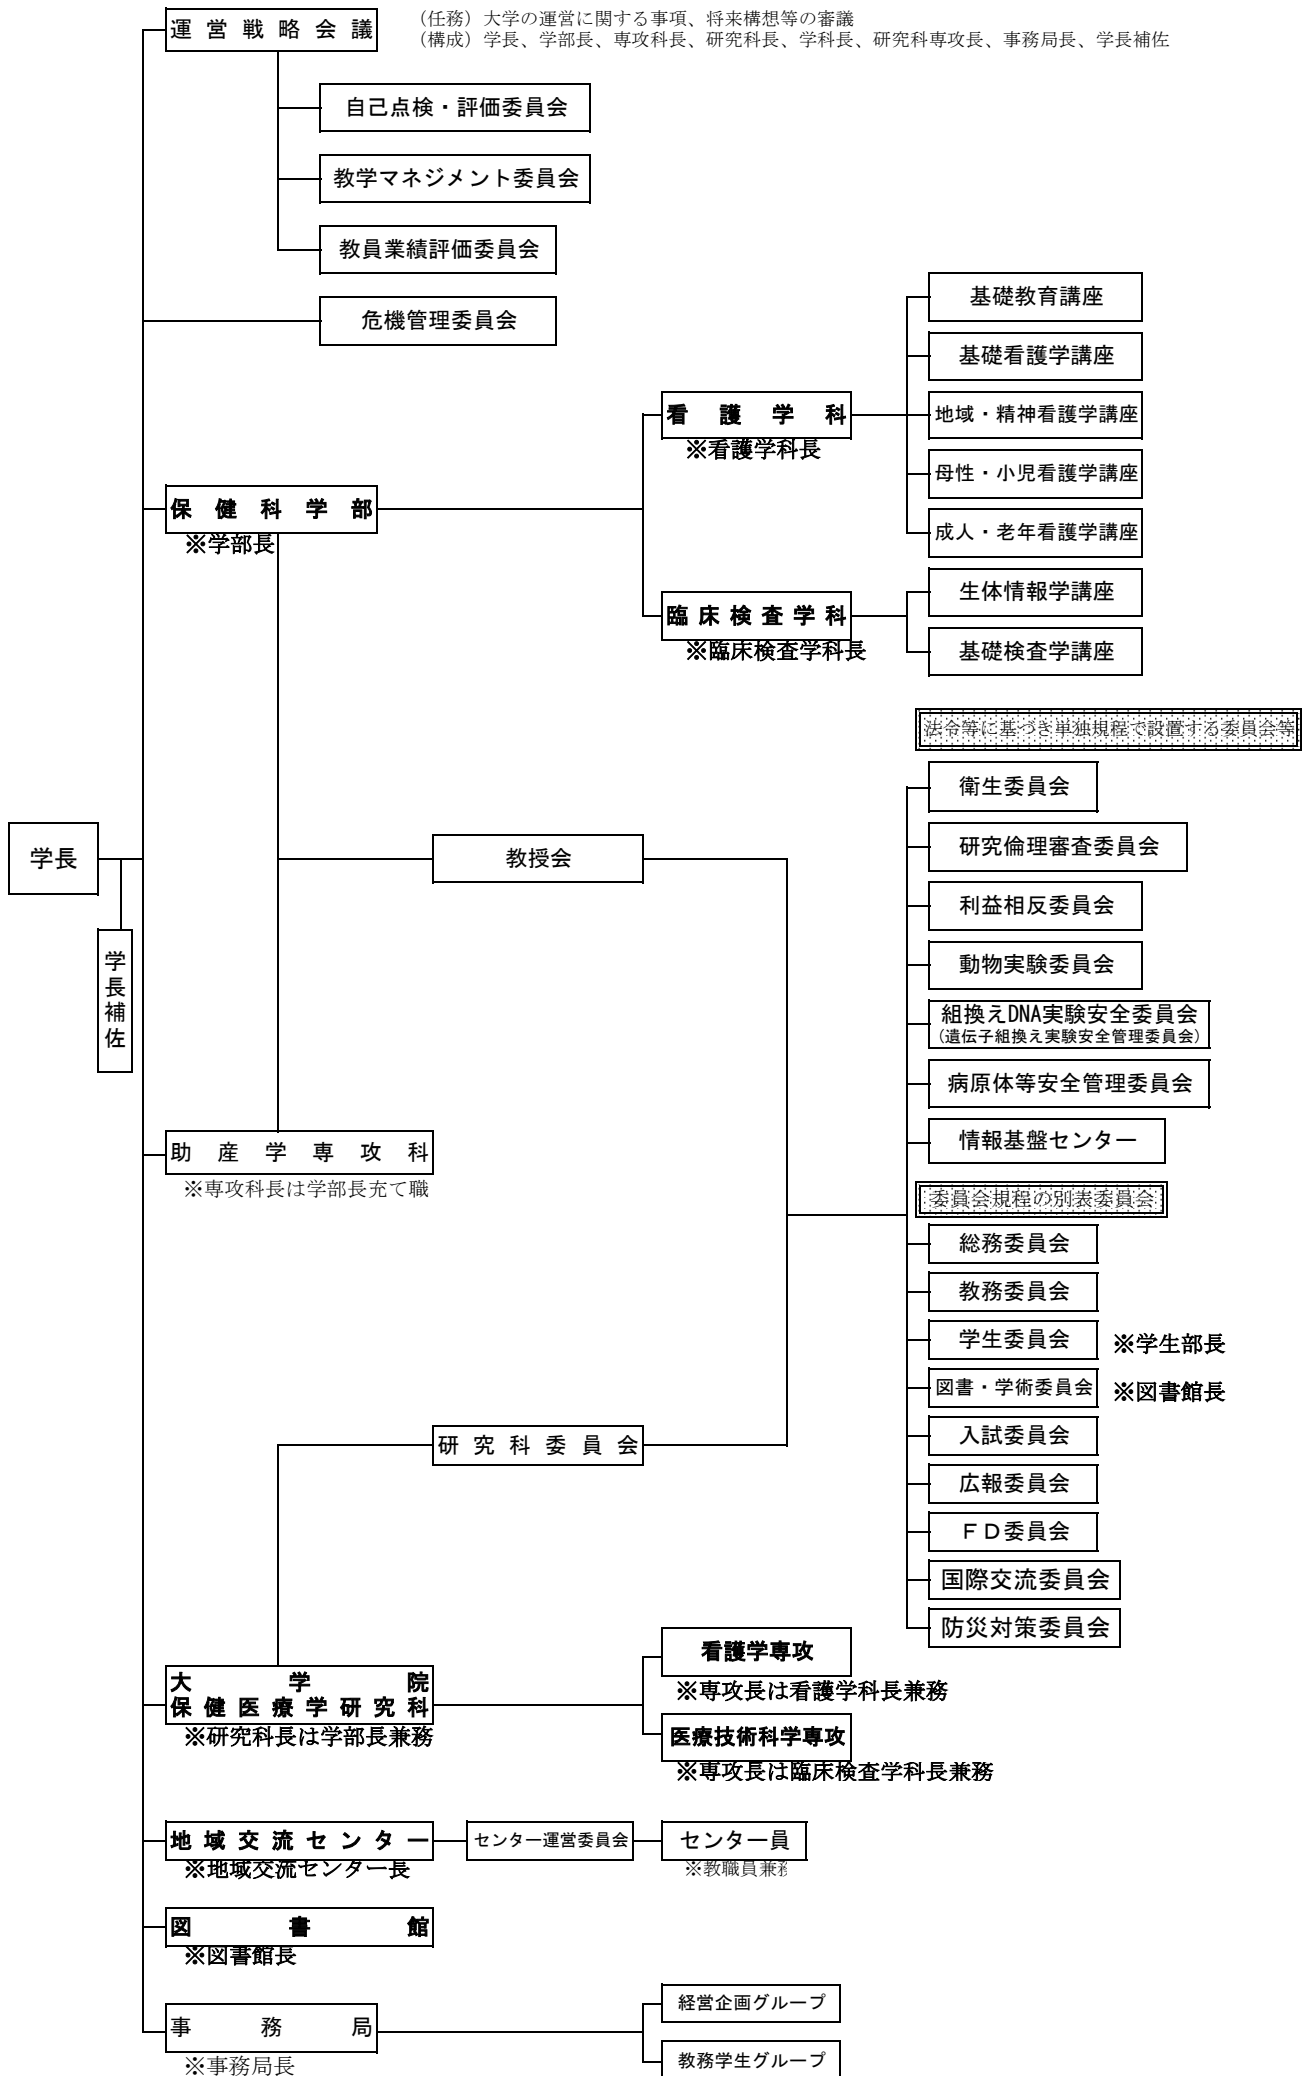 運営戦略会議
（任務）大学の運営に関する事項、将来構想等の審議
（構成）学長、学部長、専攻科長、研究科長、学科長、研究科専攻長、事務局長、学長補佐
自己点検・評価委員会
教学マネジメント委員会
教員業績評価委員会
危機管理委員会
基礎教育講座
基礎看護学講座
看護学科
※看護学科長
地域・精神看護学講座
母性・小児看護学講座
保健科学部
※学部長
成人・老年看護学講座
生体情報学講座
臨床検査学科
※臨床検査学科長
基礎検査学講座
法令等に基づき単独規程で設置する委員会等
衛生委員会
学長
教授会
研究倫理審査委員会
利益相反委員会
学長補佐
動物実験委員会
組換えDNA実験安全委員会
（遺伝子組換え実験安全管理委員会）
病原体等安全管理委員会
情報基盤センター
助産学専攻科
※専攻科長は学部長充て職
委員会規程の別表委員会
総務委員会
教務委員会
学生委員会 ※学生部長
図書・学術委員会 ※図書館長
研究科委員会
入試委員会
広報委員会
ＦＤ委員会
国際交流委員会
防災対策委員会
看護学専攻
※専攻長は看護学科長兼務
大学院
保健医療学研究科
※研究科長は学部長兼務
医療技術科学専攻
※専攻長は臨床検査学科長兼務
地域交流センター
※地域交流センター長
センター運営委員会
センター員
※教職員兼務
図書館
※図書館長
経営企画グループ
事務局
※事務局長
教務学生グループ